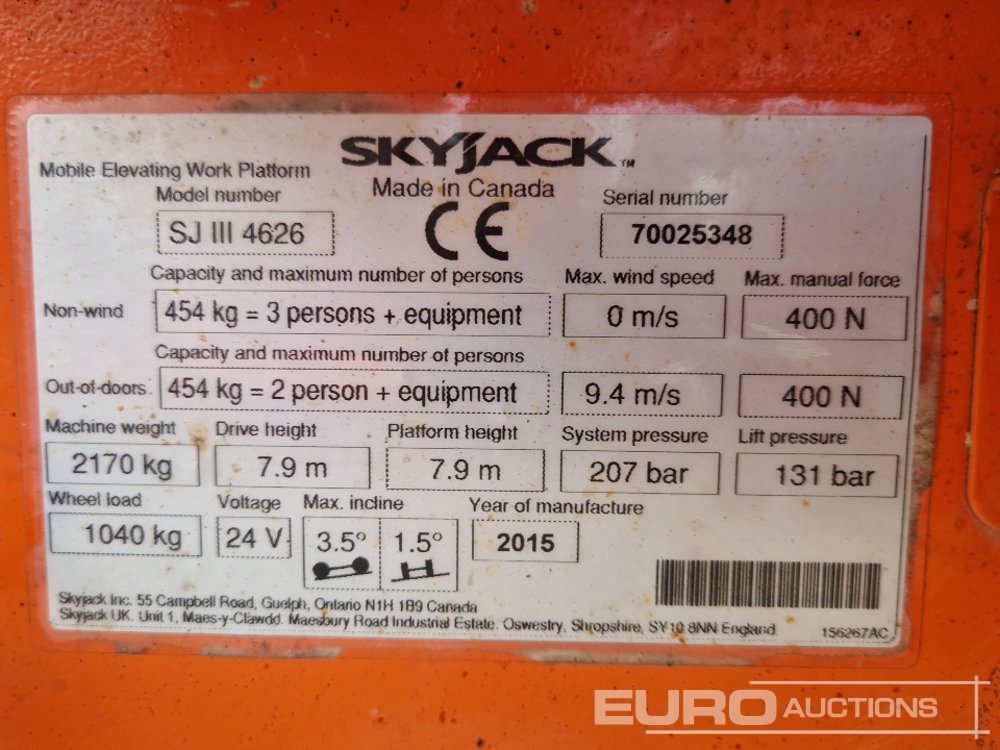 SKYJACK™
Mobile Elevating Work Platform
Made in Canada
Model number
SJ III 4626
CE
Serial number
70025348
Capacity and maximum number of persons Max. wind speed Max. manual force
Non-wind 454 kg = 3 persons + equipment 0 m/s 400 N
Capacity and maximum number of persons
Out-of-doors 454 kg = 2 person + equipment 9.4 m/s 400 N
Machine weight Drive height Platform height System pressure Lift pressure
2170 kg 7.9 m 7.9 m 207 bar 131 bar
Wheel load Voltage Max. incline Year of manufacture
1040 kg 24 V 3.5° 1.5° 2015
Skyjack Inc. 55 Campbell Road, Guelph, Ontario N1H 1B9 Canada
Skyjack UK. Unit 1, Maes-y-Clawdd. Maesbury Road Industrial Estate. Oswestry, Shropshire, SY10 8NN England
156267AC
EURO AUCTIONS